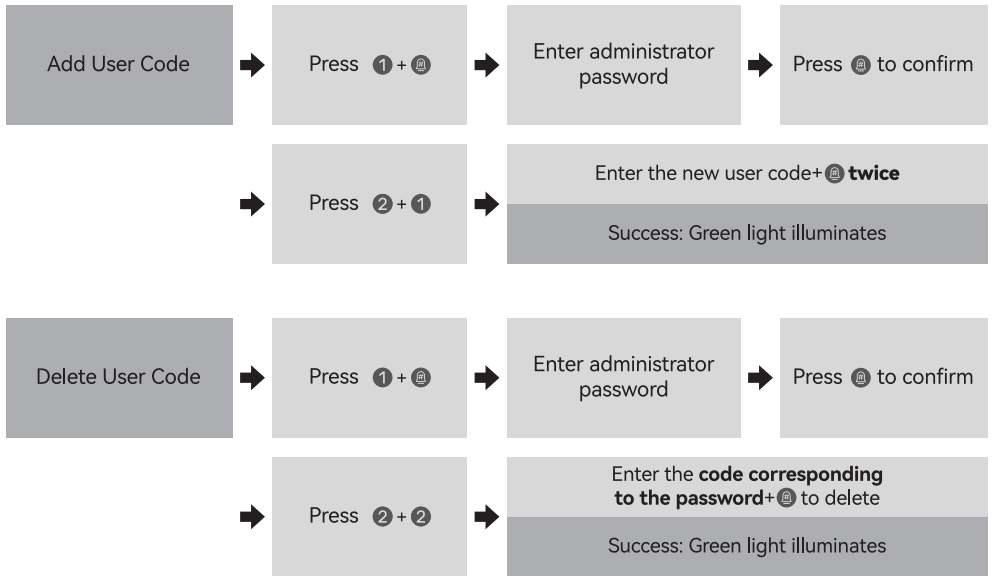 Add User Code
Press 1 + #
Enter administrator
password
Press # to confirm
Press 2 + 1
Enter the new user code+# twice
Success: Green light illuminates
Delete User Code
Press 1 + #
Enter administrator
password
Press # to confirm
Press 2 + 2
Enter the code corresponding
to the password+# to delete
Success: Green light illuminates